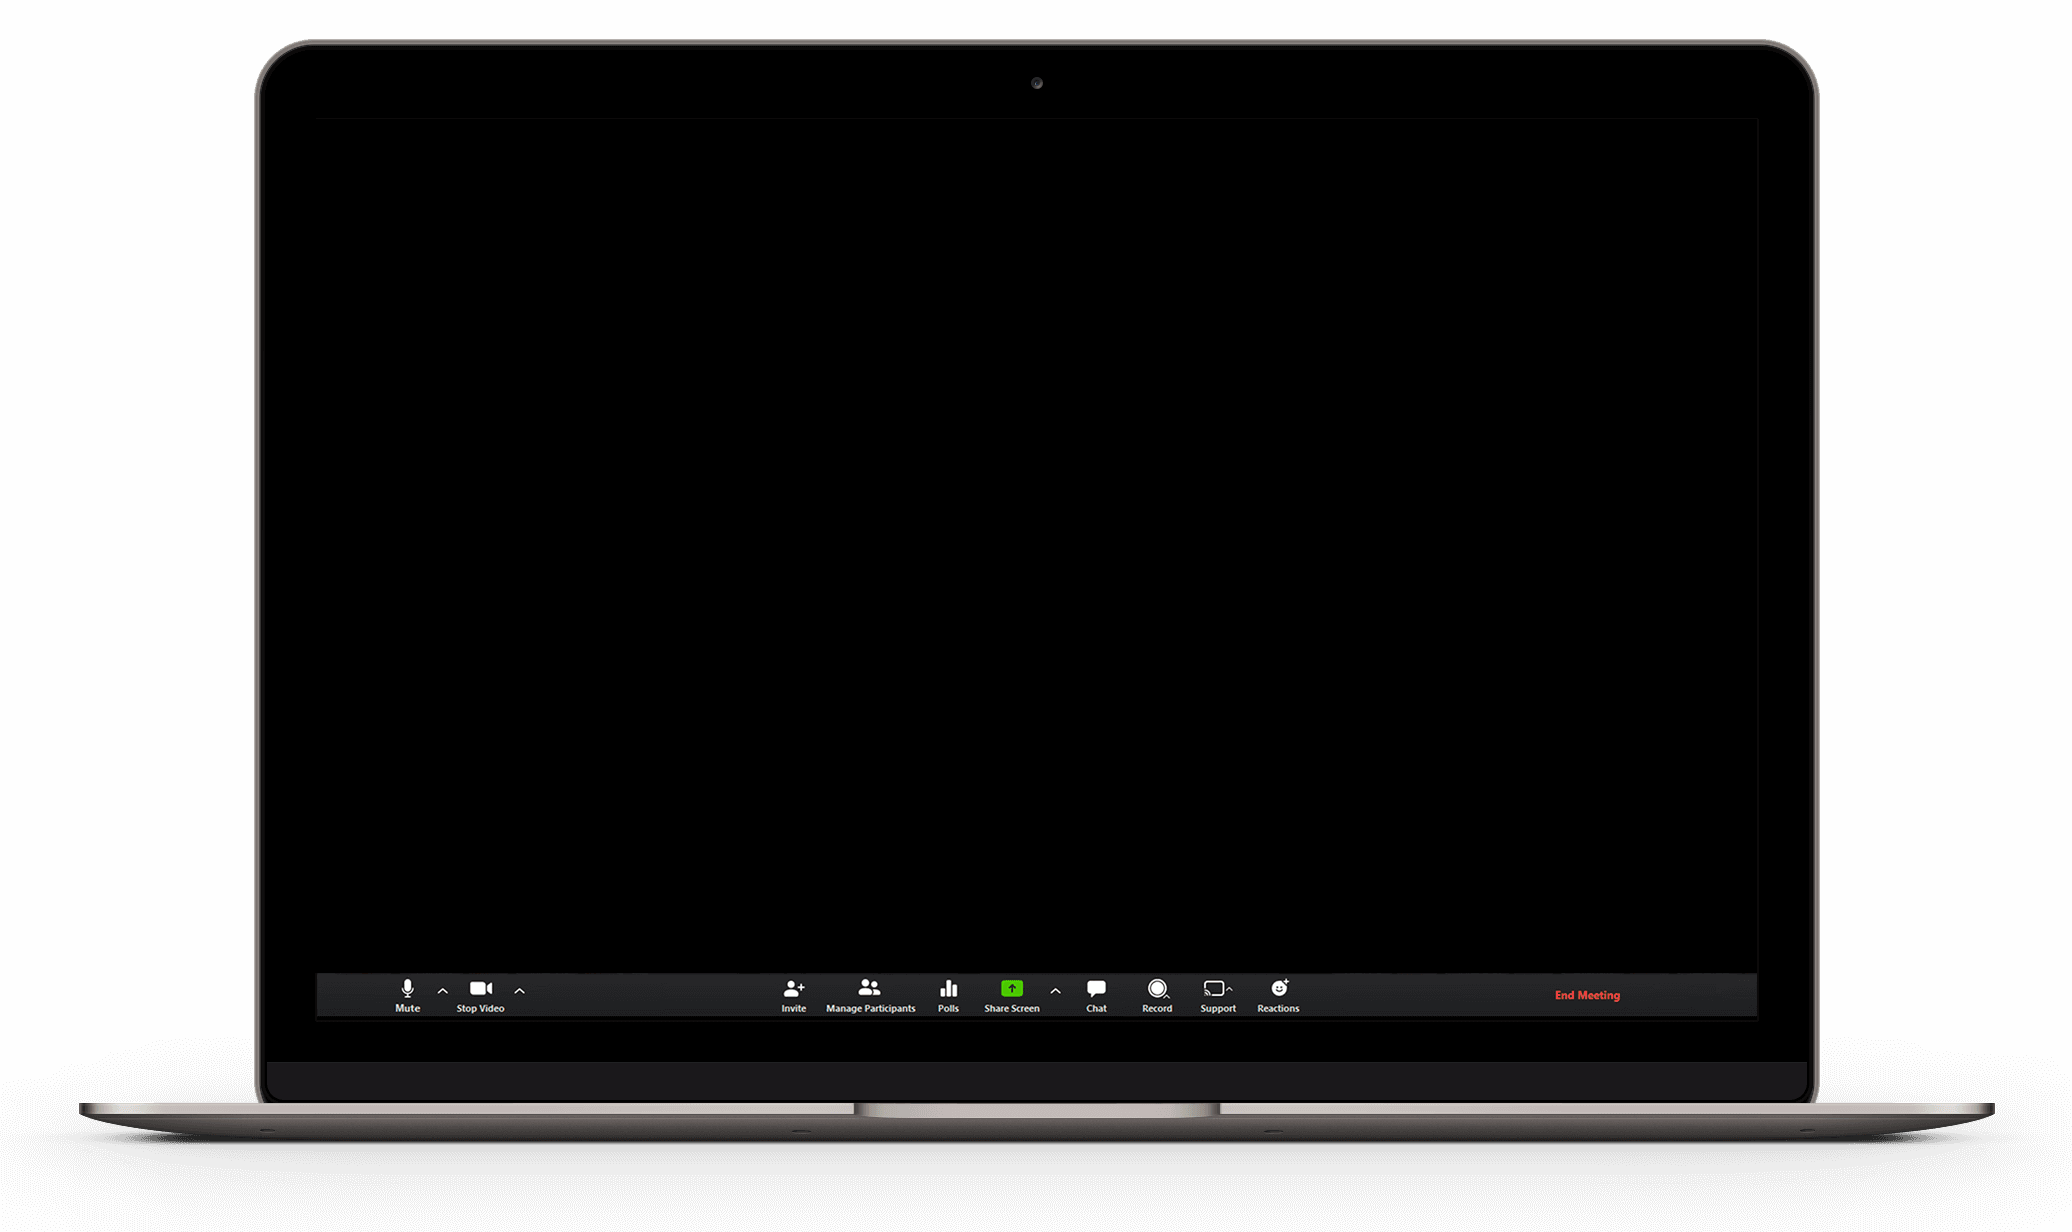 Mute
Stop Video
Invite
Manage Participants
Polls
Share Screen
Chat
Record
Support
Reactions
End Meeting